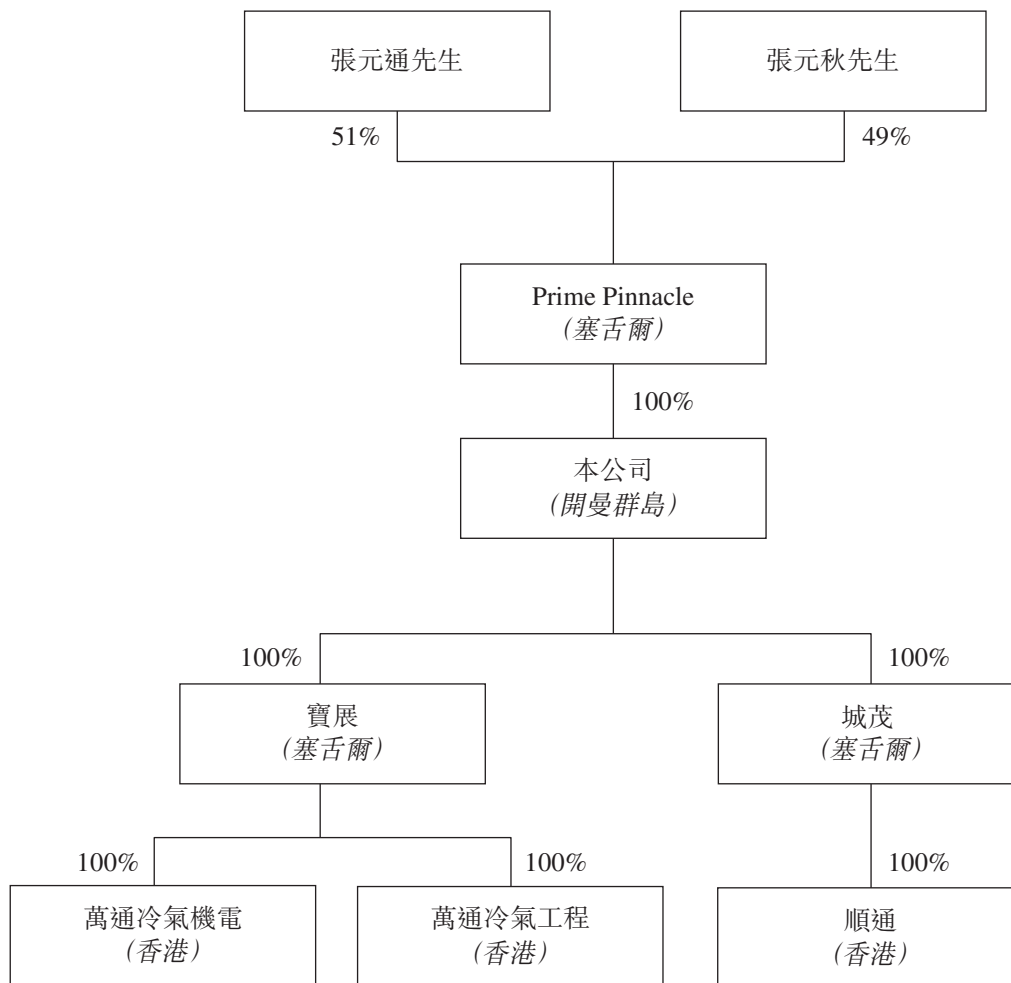 張元通先生
張元秋先生
51%
49%
Prime Pinnacle
(塞舌爾)
100%
本公司
(開曼群島)
100%
100%
寶展
(塞舌爾)
城茂
(塞舌爾)
100%
100%
100%
萬通冷氣機電
(香港)
萬通冷氣工程
(香港)
順通
(香港)